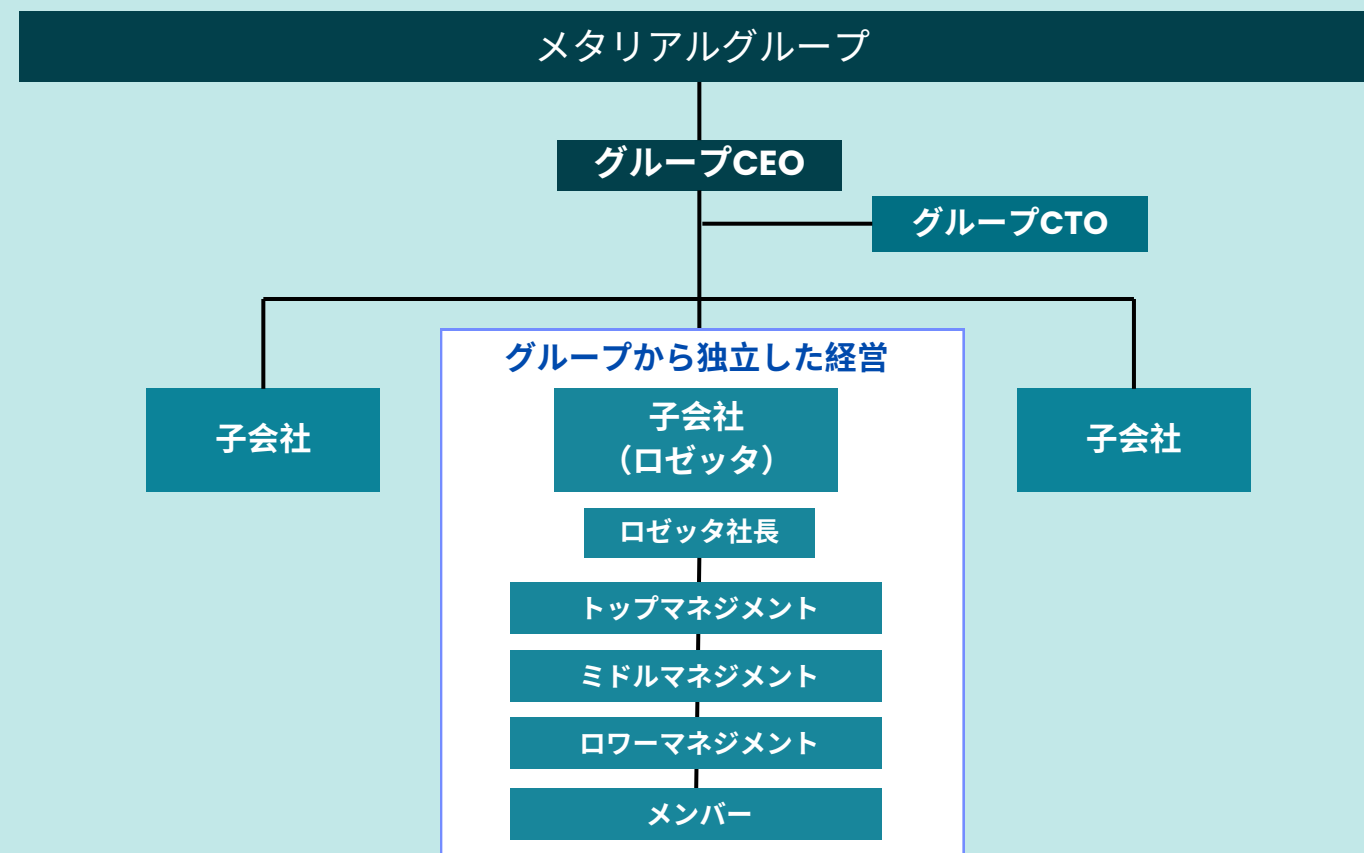 メタリアルグループ
グループCEO
グループCTO
グループから独立した経営
子会社
子会社
（ロゼッタ）
子会社
ロゼッタ社長
トップマネジメント
ミドルマネジメント
ロワーマネジメント
メンバー